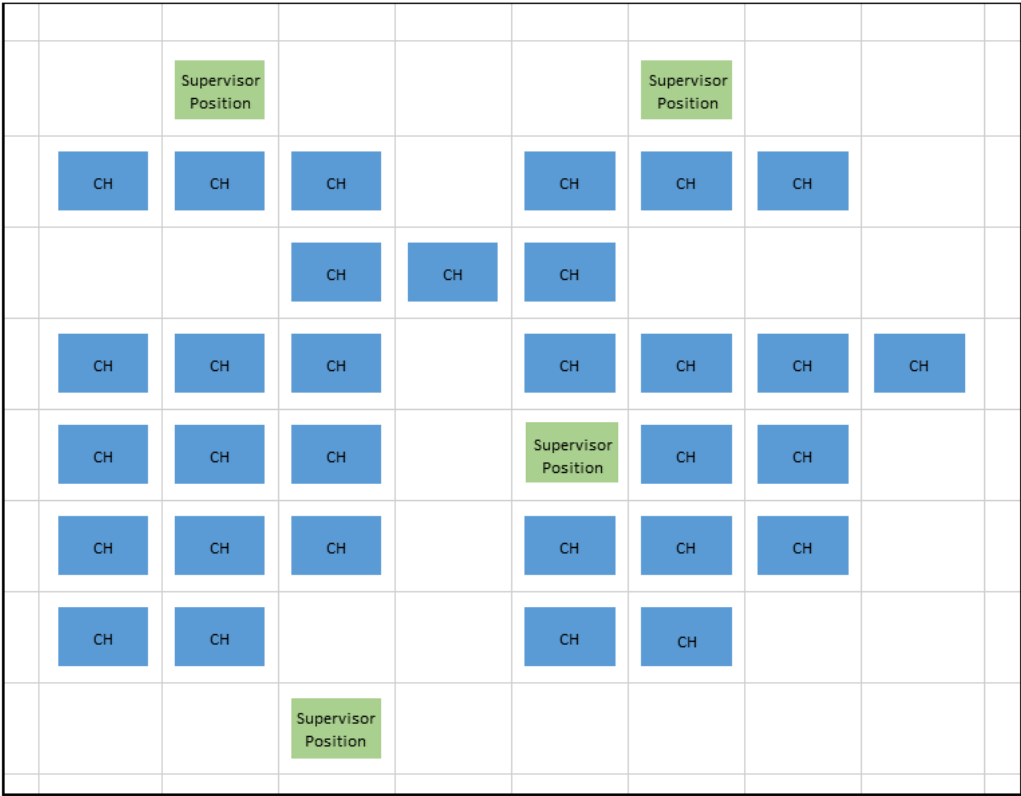 Supervisor Position Supervisor Position
CH CH CH CH CH CH
CH CH CH
CH CH CH CH CH CH CH
CH CH CH Supervisor Position CH CH
CH CH CH CH CH CH
CH CH CH CH
Supervisor Position